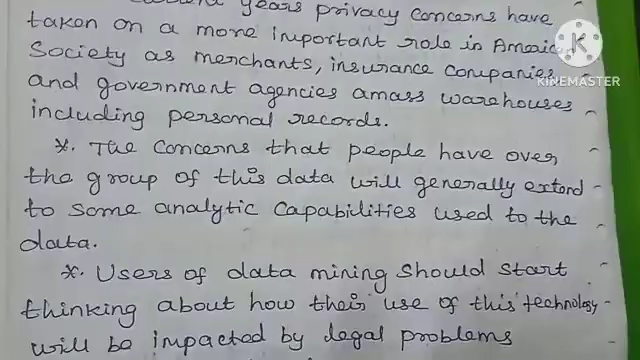 years privacy concerns have
taken on a more important role in American
Society as merchants, insurance companies
and government agencies amass warehouses
including personal records.
*. The concerns that people have over
the group of this data will generally extend
to some analytic capabilities used to the
data.
*. Users of data mining should start
thinking about how their use of this technology
will be impacted by legal problems
KINEMASTER